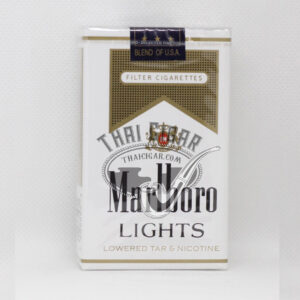 BLEND OF U.S.A.
FILTER CIGARETTES
THAI CIGAR
THAICIGAR.COM
Marlboro
LIGHTS
LOWERED TAR & NICOTINE